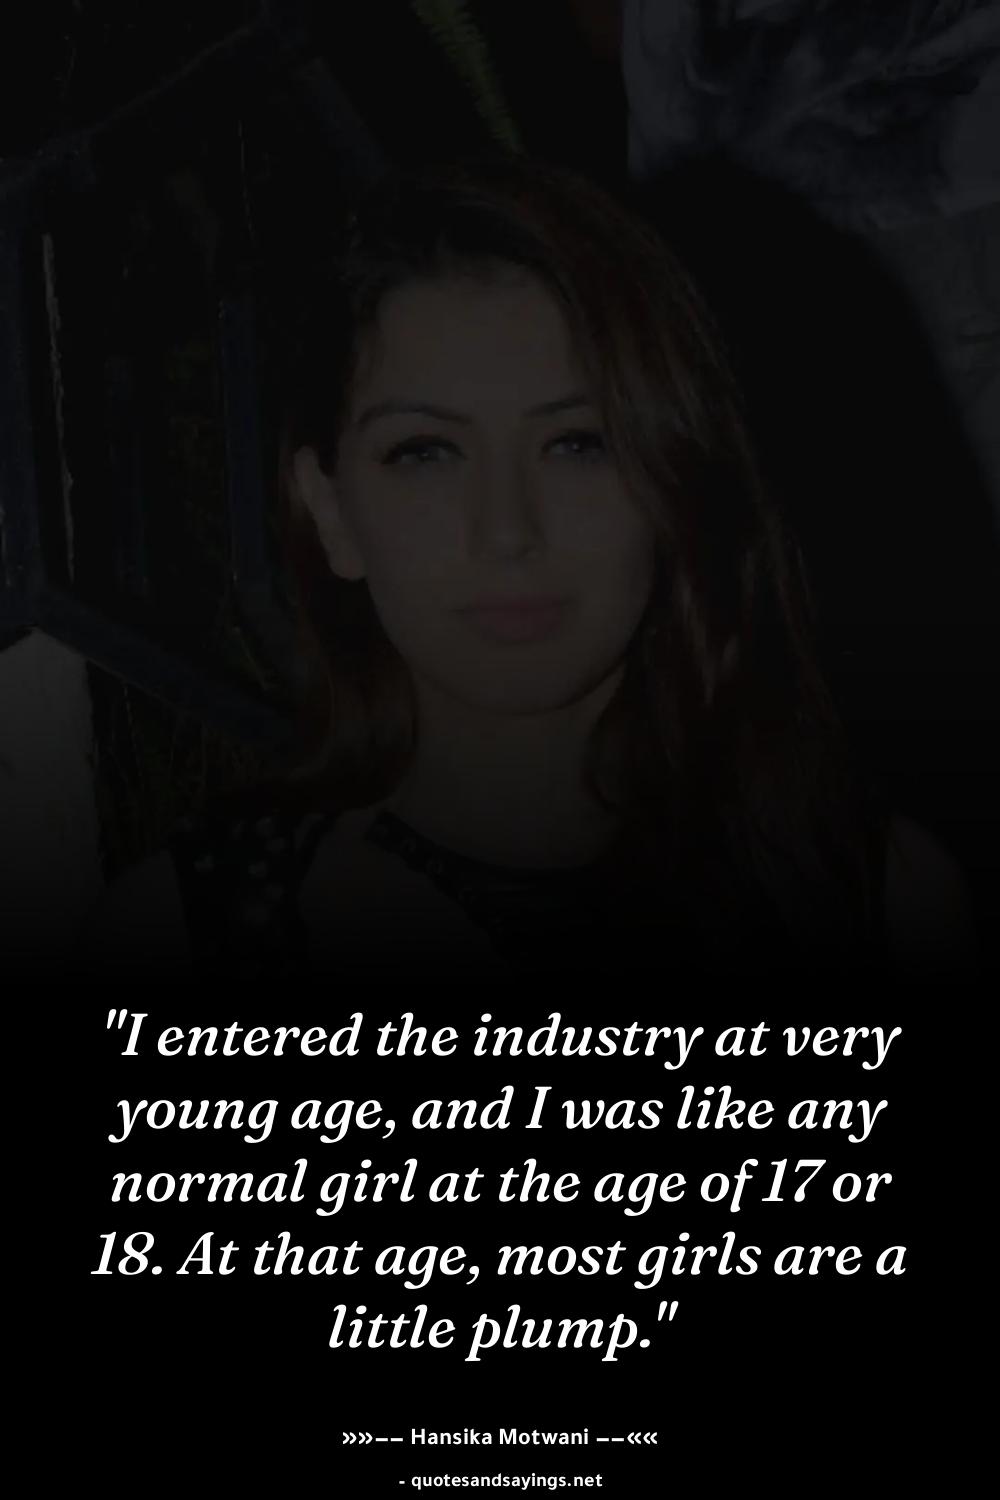 "I entered the industry at very
young age, and I was like any
normal girl at the age of 17 or
18. At that age, most girls are a
little plump."
»»–– Hansika Motwani ––««
- quotesandsayings.net